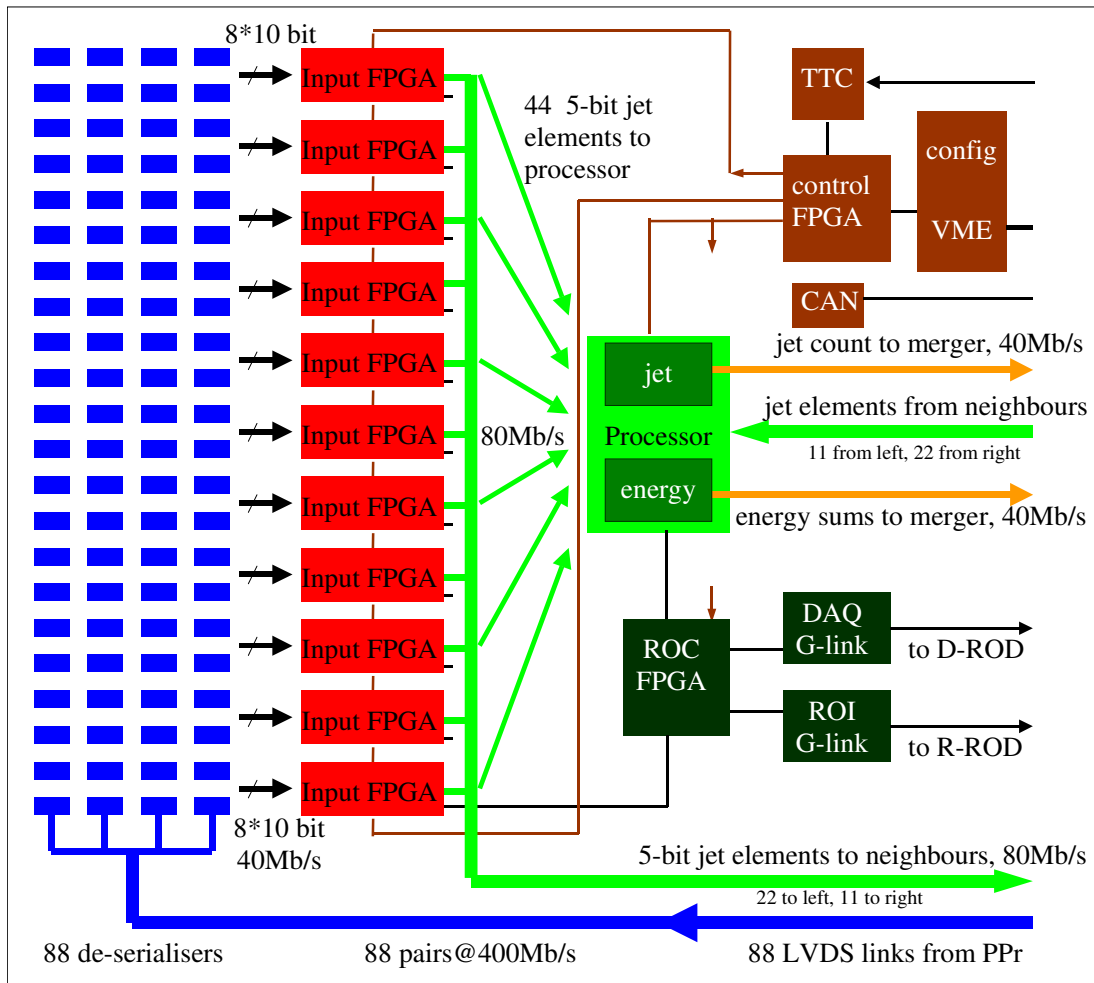 8*10 bit
Input FPGA
Input FPGA
Input FPGA
Input FPGA
Input FPGA
Input FPGA
Input FPGA
Input FPGA
Input FPGA
Input FPGA
Input FPGA
8*10 bit
40Mb/s
44 5-bit jet
elements to
processor
80Mb/s
TTC
control
FPGA
config
VME
CAN
jet
Processor
energy
jet count to merger, 40Mb/s
jet elements from neighbours
11 from left, 22 from right
energy sums to merger, 40Mb/s
ROC
FPGA
DAQ
G-link
to D-ROD
ROI
G-link
to R-ROD
5-bit jet elements to neighbours, 80Mb/s
22 to left, 11 to right
88 de-serialisers
88 pairs@400Mb/s
88 LVDS links from PPr